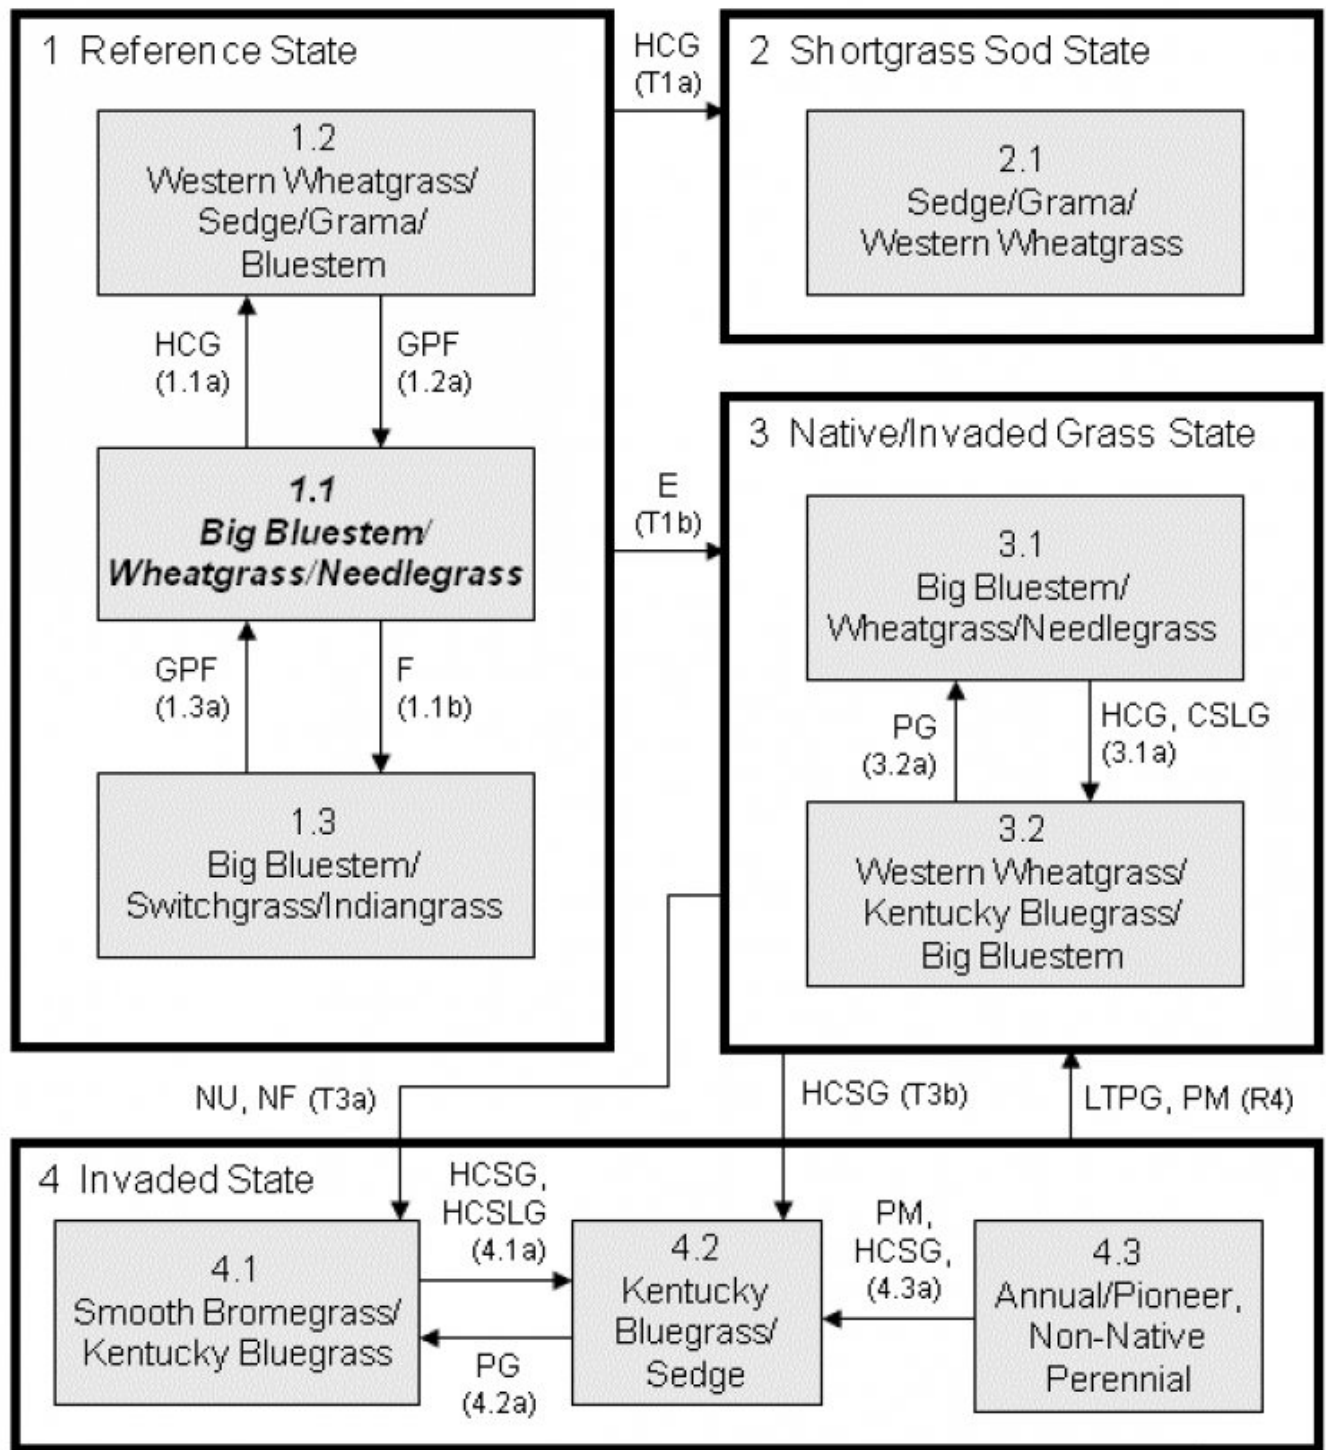 1 Reference State
1.2
Western Wheatgrass/
Sedge/Grama/
Bluestem
HCG
(1.1a)
GPF
(1.2a)
1.1
Big Bluestem/
Wheatgrass/Needlegrass
GPF
(1.3a)
F
(1.1b)
1.3
Big Bluestem/
Switchgrass/Indiangrass
HCG
(T1a)
2 Shortgrass Sod State
2.1
Sedge/Grama/
Western Wheatgrass
E
(T1b)
3 Native/Invaded Grass State
3.1
Big Bluestem/
Wheatgrass/Needlegrass
PG
(3.2a)
HCG, CSLG
(3.1a)
3.2
Western Wheatgrass/
Kentucky Bluegrass/
Big Bluestem
NU, NF (T3a)
HCSG (T3b)
LTPG, PM (R4)
4 Invaded State
4.1
Smooth Bromegrass/
Kentucky Bluegrass
HCSG,
HCSLG
(4.1a)
PG
(4.2a)
4.2
Kentucky
Bluegrass/
Sedge
PM,
HCSG,
(4.3a)
4.3
Annual/Pioneer,
Non-Native
Perennial